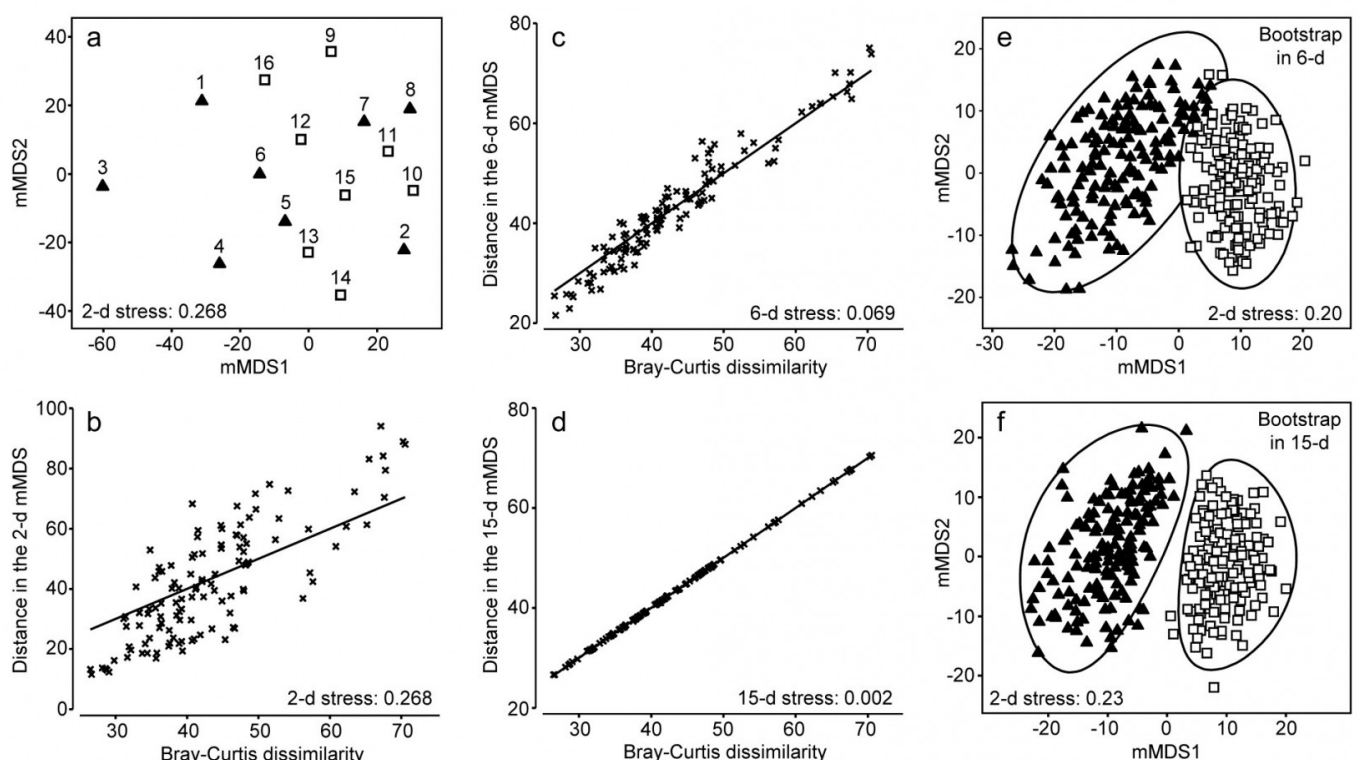 a
40
20
0
-20
-40
mMDS2
9
16
1
8
7
12
11
6
3
15
10
5
13
2
4
14
2-d stress: 0.268
-60
-40
-20
0
20
mMDS1
c
80
60
40
20
Distance in the 6-d mMDS
6-d stress: 0.069
30
40
50
60
70
Bray-Curtis dissimilarity
e
Bootstrap
in 6-d
20
10
0
-10
-20
mMDS2
2-d stress: 0.20
-30
-20
-10
0
10
20
mMDS1
b
100
80
60
40
20
0
Distance in the 2-d mMDS
2-d stress: 0.268
30
40
50
60
70
Bray-Curtis dissimilarity
d
80
60
40
20
Distance in the 15-d mMDS
15-d stress: 0.002
30
40
50
60
70
Bray-Curtis dissimilarity
f
Bootstrap
in 15-d
20
10
0
-10
-20
mMDS2
2-d stress: 0.23
-20
-10
0
10
20
mMDS1